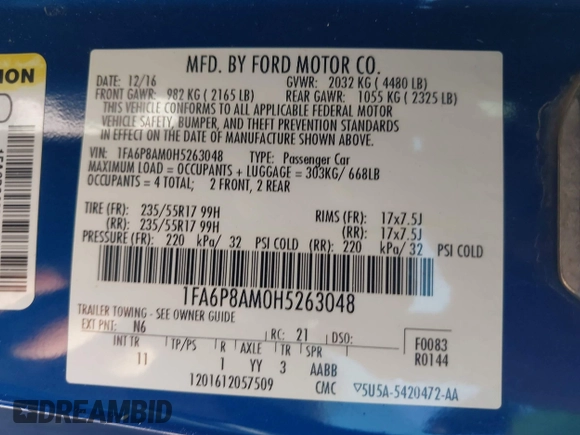 MFD. BY FORD MOTOR CO.
DATE: 12/16 GVWR: 2032 KG ( 4480 LB)
FRONT GAWR: 982 KG ( 2165 LB) REAR GAWR: 1055 KG ( 2325 LB)
THIS VEHICLE CONFORMS TO ALL APPLICABLE FEDERAL MOTOR
VEHICLE SAFETY, BUMPER, AND THEFT PREVENTION STANDARDS
IN EFFECT ON THE DATE OF MANUFACTURE SHOWN ABOVE.
VIN: 1FA6P8AM0H5263048 TYPE: Passenger Car
MAXIMUM LOAD = OCCUPANTS + LUGGAGE = 303KG/ 668LB
OCCUPANTS = 4 TOTAL; 2 FRONT, 2 REAR
TIRE (FR): 235/55R17 99H RIMS (FR): 17x7.5J
(RR): 235/55R17 99H (RR): 17x7.5J
PRESSURE (FR): 220 kPa/ 32 PSI COLD (RR): 220 kPa/ 32 PSI COLD
1FA6P8AM0H5263048
TRAILER TOWING - SEE OWNER GUIDE
EXT PNT: N6 RC: 21 DSO:
INT TR TP/PS R AXLE TR SPR
11 1 YY 3 AABB
1201612057509 CMC 5U5A-5420472-AA
F0083
R0144
DREAMBID